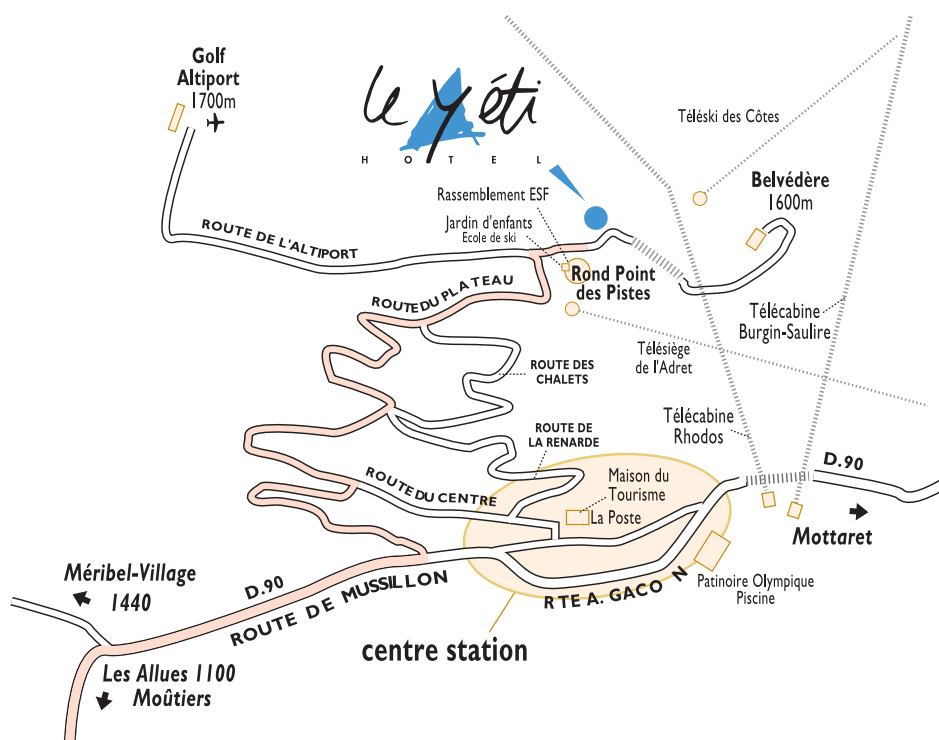 Golf
Altiport
1700m
le yéti
HOTEL
Téléski des Côtes
Belvédère
1600m
Rassemblement ESF
Jardin d'enfants
Ecole de ski
ROUTE DE L'ALTIPORT
Rond Point
des Pistes
ROUTE DU PLATEAU
Télécabine
Burgin-Saulire
Télésiège
de l'Adret
ROUTE DES
CHALETS
Télécabine
Rhodos
ROUTE DE
LA RENARDE
D.90
Maison du
Tourisme
ROUTE DU CENTRE
La Poste
Mottaret
Patinoire Olympique
Piscine
Méribel-Village
1440
D.90
ROUTE DE MUSSILLON
RTE A. GACON
centre station
Les Allues 1100
Moûtiers